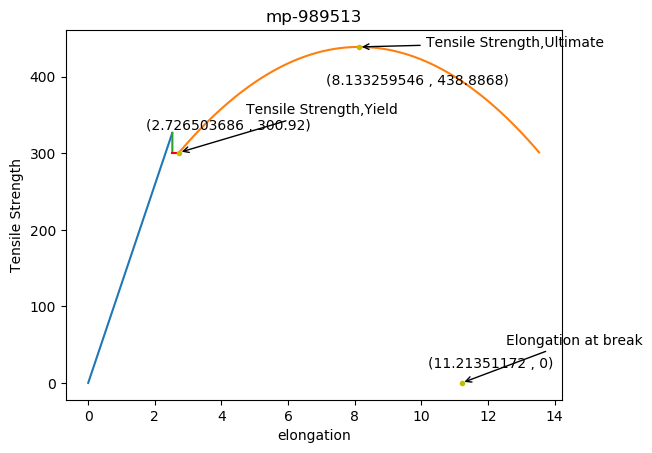 mp-989513
Tensile Strength,Ultimate
(8.133259546 , 438.8868)
Tensile Strength,Yield
(2.726503686 , 300.92)
Elongation at break
(11.21351172 , 0)
Tensile Strength
400
300
200
100
0
0 2 4 6 8 10 12 14
elongation